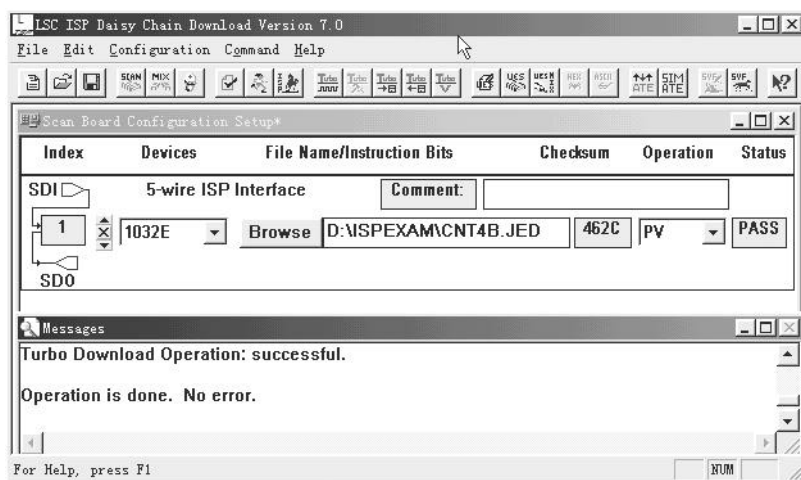 LSC ISP Daisy Chain Download Version 7.0
File Edit Configuration Command Help
Scan Board Configuration Setup*
Index Devices File Name/Instruction Bits Checksum Operation Status
SDI 5-wire ISP Interface Comment:
1 1032E Browse D:\ISPEXAM\CNT4B.JED 462C PV PASS
SDO
Messages
Turbo Download Operation: successful.
Operation is done. No error.
For Help, press F1 NUM